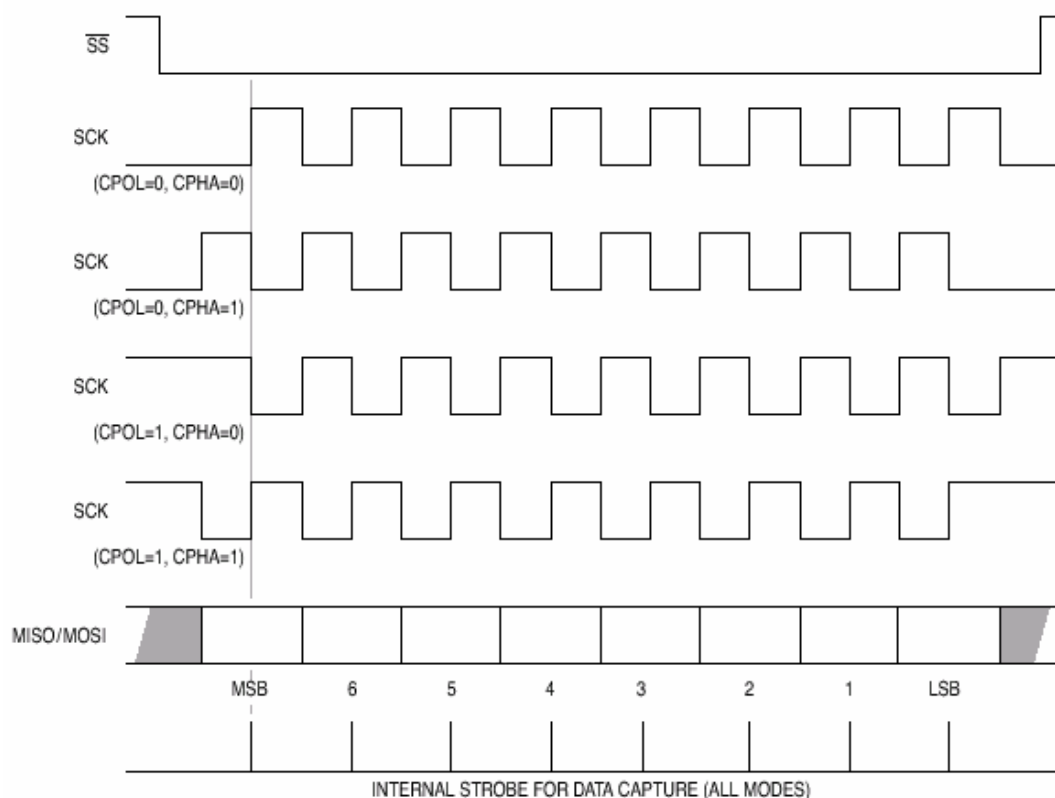 SS
SCK
(CPOL=0, CPHA=0)
SCK
(CPOL=0, CPHA=1)
SCK
(CPOL=1, CPHA=0)
SCK
(CPOL=1, CPHA=1)
MISO/MOSI
MSB 6 5 4 3 2 1 LSB
INTERNAL STROBE FOR DATA CAPTURE (ALL MODES)